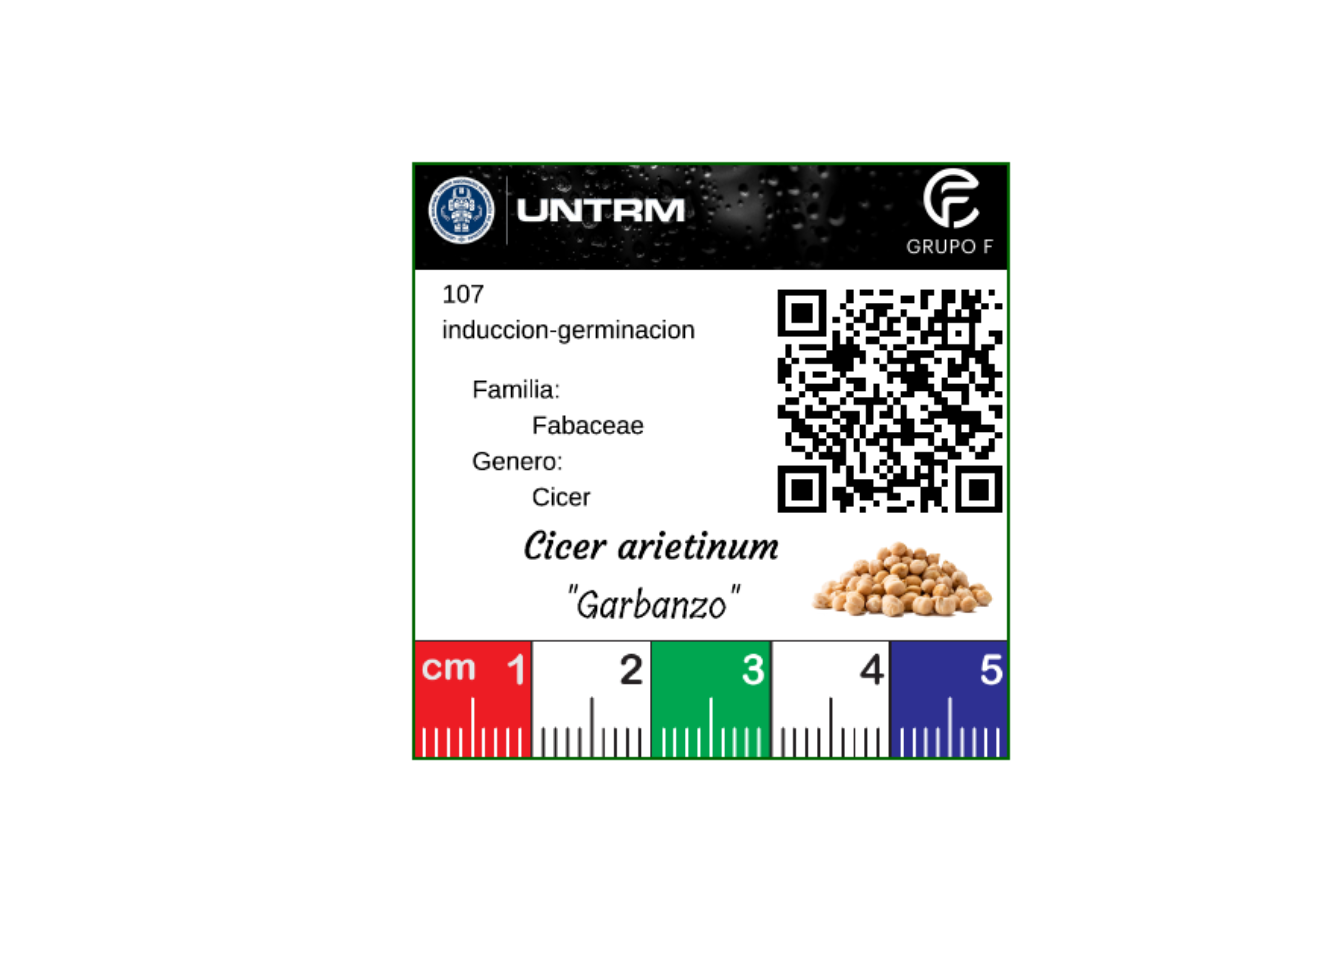 UNTRM
GRUPO F
107
induccion-germinacion
Familia:
Fabaceae
Genero:
Cicer
Cicer arietinum
"Garbanzo"
cm 1 2 3 4 5